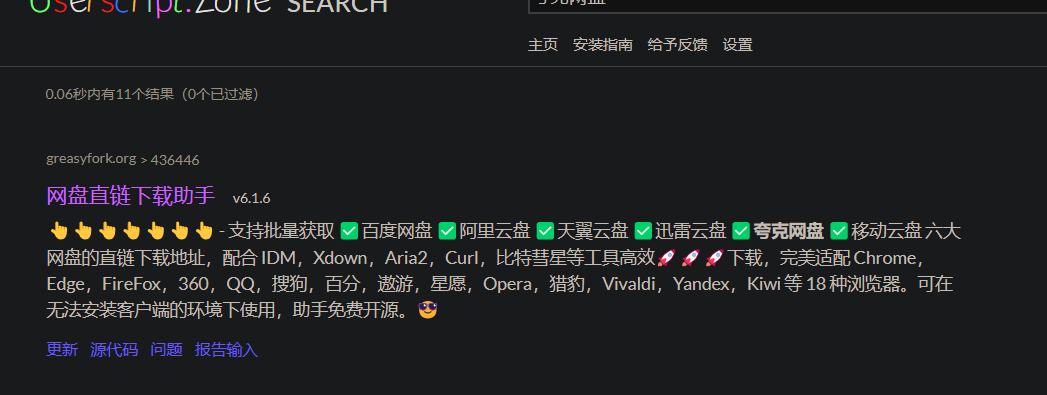 Userscript.Zone SEARCH
主页 安装指南 给予反馈 设置
0.06秒内有11个结果（0个已过滤）
greasyfork.org > 436446
网盘直链下载助手 v6.1.6
👆👆👆👆👆👆👆 - 支持批量获取 ✅百度网盘 ✅阿里云盘 ✅天翼云盘 ✅迅雷云盘 ✅夸克网盘 ✅移动云盘 六大
网盘的直链下载地址，配合 IDM，Xdown，Aria2，Curl，比特彗星等工具高效🚀🚀🚀下载，完美适配 Chrome，
Edge，FireFox，360，QQ，搜狗，百分，遨游，星愿，Opera，猎豹，Vivaldi，Yandex，Kiwi 等 18 种浏览器。可在
无法安装客户端的环境下使用，助手免费开源。😎
更新 源代码 问题 报告输入